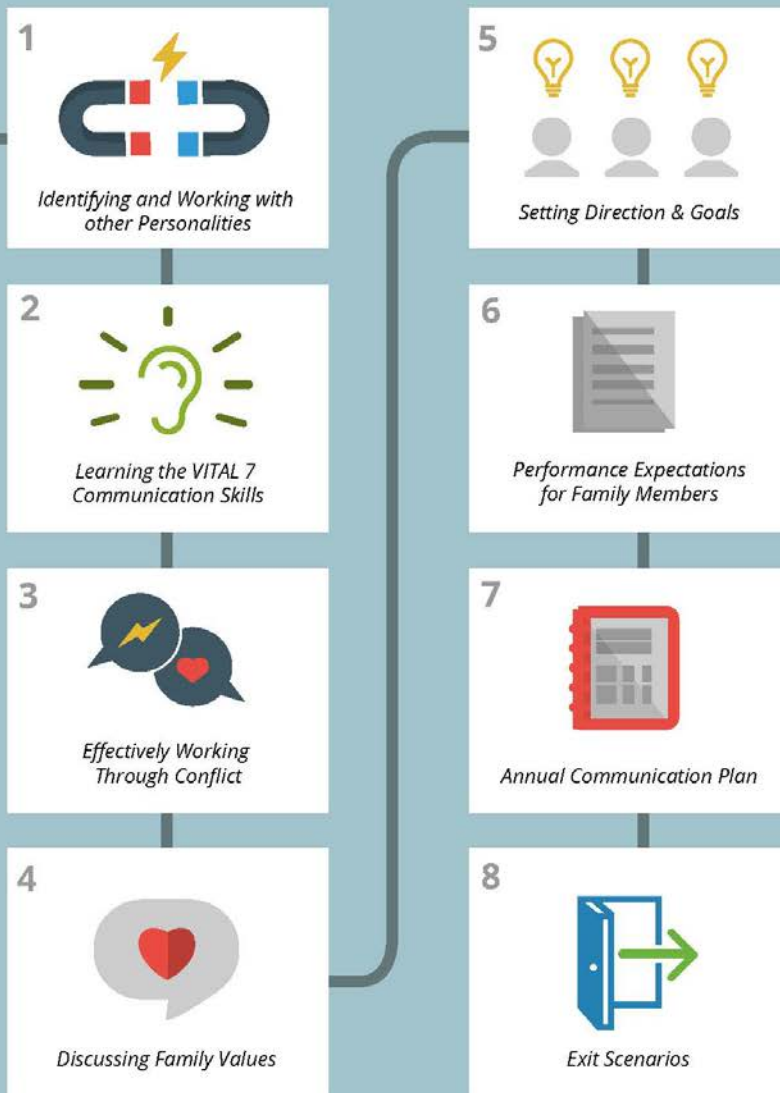 1
Identifying and Working with
other Personalities
2
Learning the VITAL 7
Communication Skills
3
Effectively Working
Through Conflict
4
Discussing Family Values
5
Setting Direction & Goals
6
Performance Expectations
for Family Members
7
Annual Communication Plan
8
Exit Scenarios